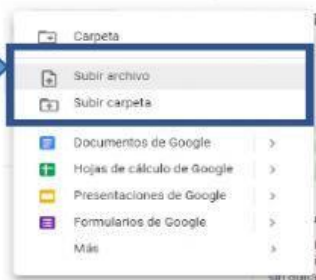 Carpeta
Subir archivo
Subir carpeta
Documentos de Google
Hojas de cálculo de Google
Presentaciones de Google
Formularios de Google
Más